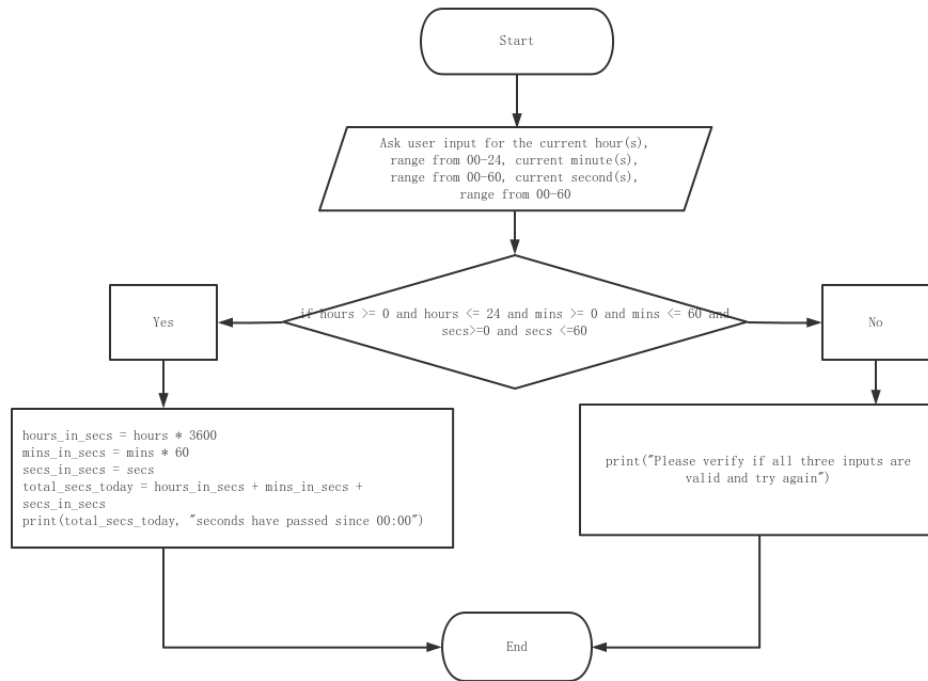 Start
Ask user input for the current hour(s),
range from 00-24, current minute(s),
range from 00-60, current second(s),
range from 00-60
if hours >= 0 and hours <= 24 and mins >= 0 and mins <= 60 and
secs>=0 and secs <=60
Yes
No
hours_in_secs = hours * 3600
mins_in_secs = mins * 60
secs_in_secs = secs
total_secs_today = hours_in_secs + mins_in_secs +
secs_in_secs
print(total_secs_today, "seconds have passed since 00:00")
print("Please verify if all three inputs are
valid and try again")
End